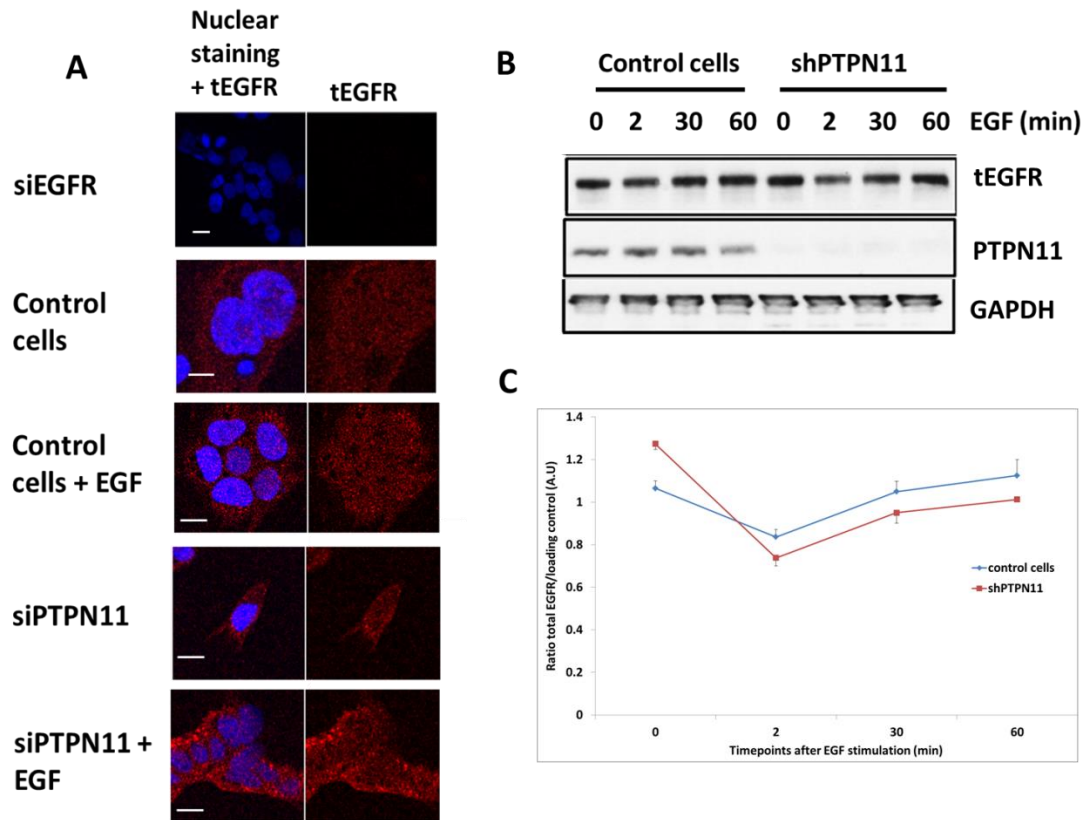 A
Nuclear
staining
+ tEGFR
tEGFR
siEGFR
Control
cells
Control
cells + EGF
siPTPN11
siPTPN11 +
EGF
B
Control cells shPTPN11
0 2 30 60 0 2 30 60 EGF (min)
tEGFR
PTPN11
GAPDH
C
Ratio total EGFR/loading control (A.U)
1.4
1.2
1
0.8
0.6
0.4
0.2
0
0 2 30 60
Timepoints after EGF stimulation (min)
control cells
shPTPN11